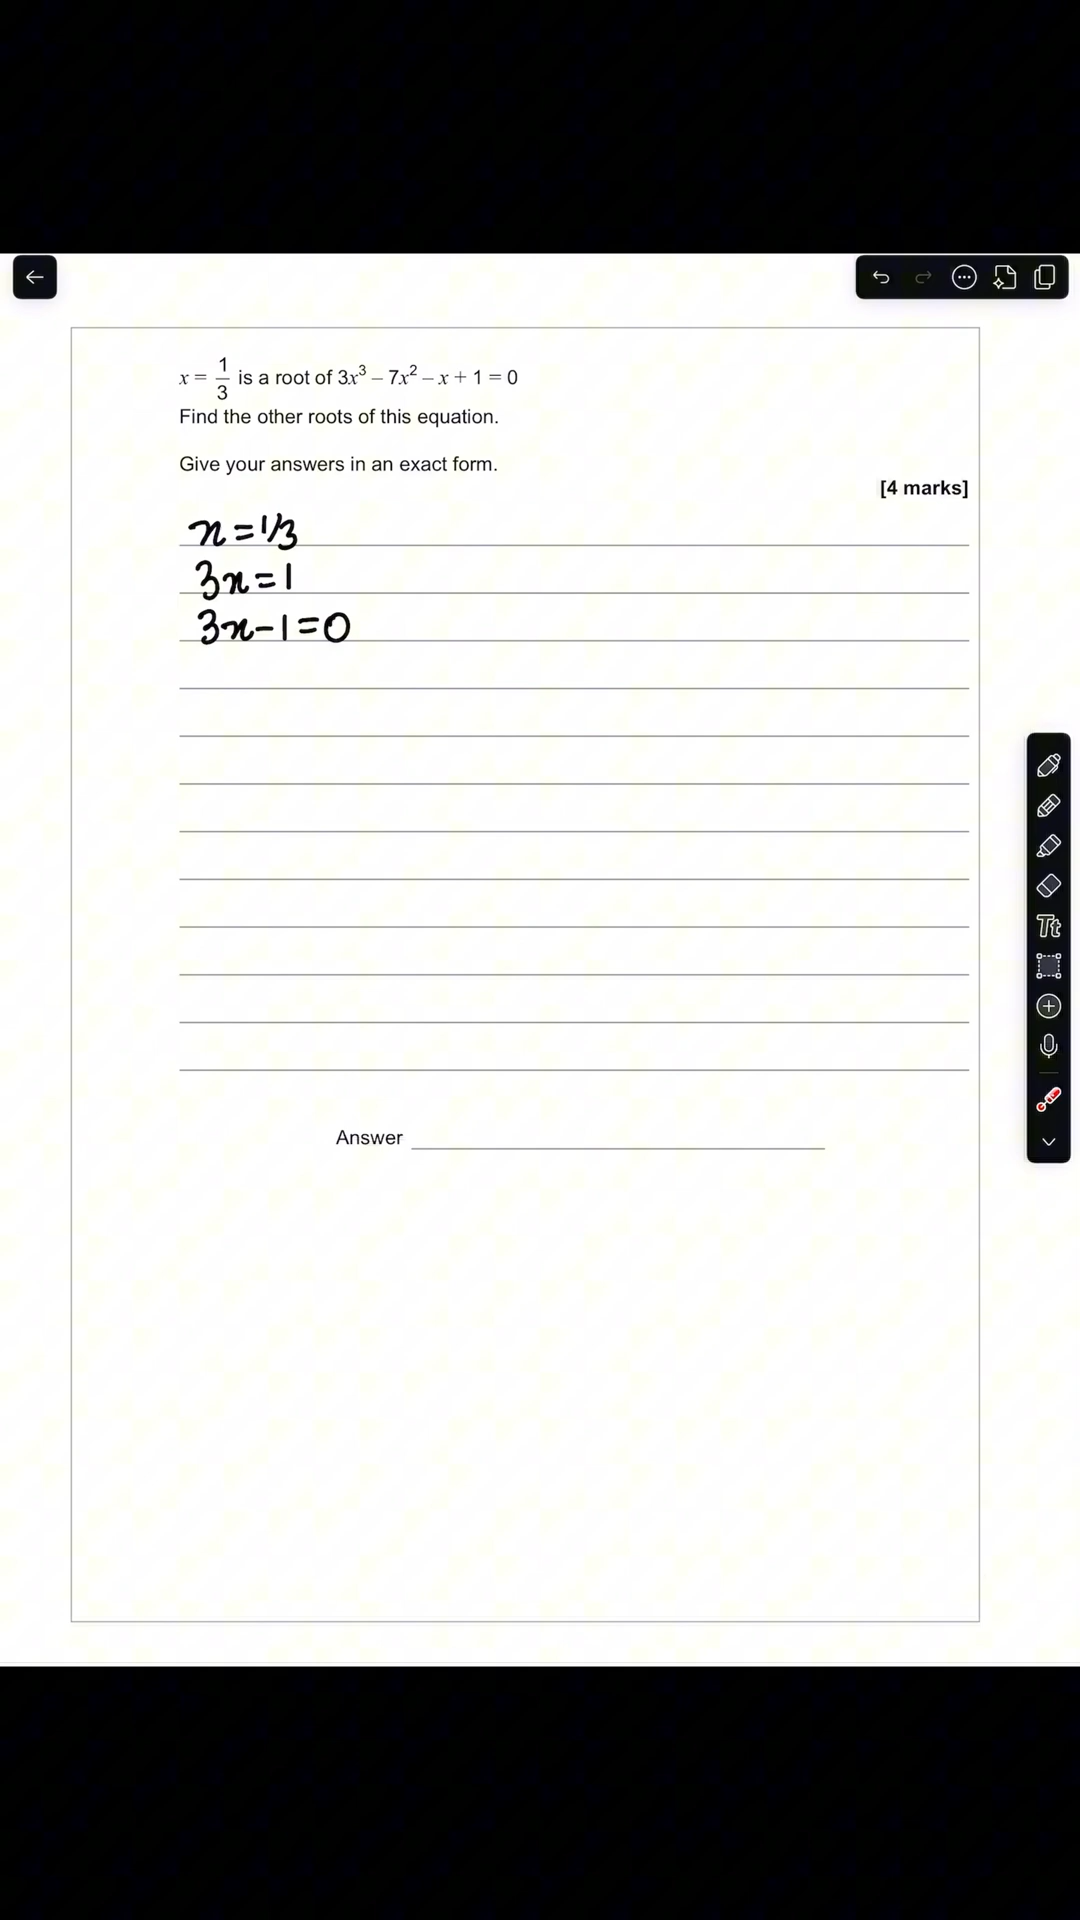 x = 1/3 is a root of 3x³ – 7x² – x + 1 = 0
Find the other roots of this equation.
Give your answers in an exact form.
[4 marks]
x = 1/3
3x = 1
3x - 1 = 0
Answer
Tt